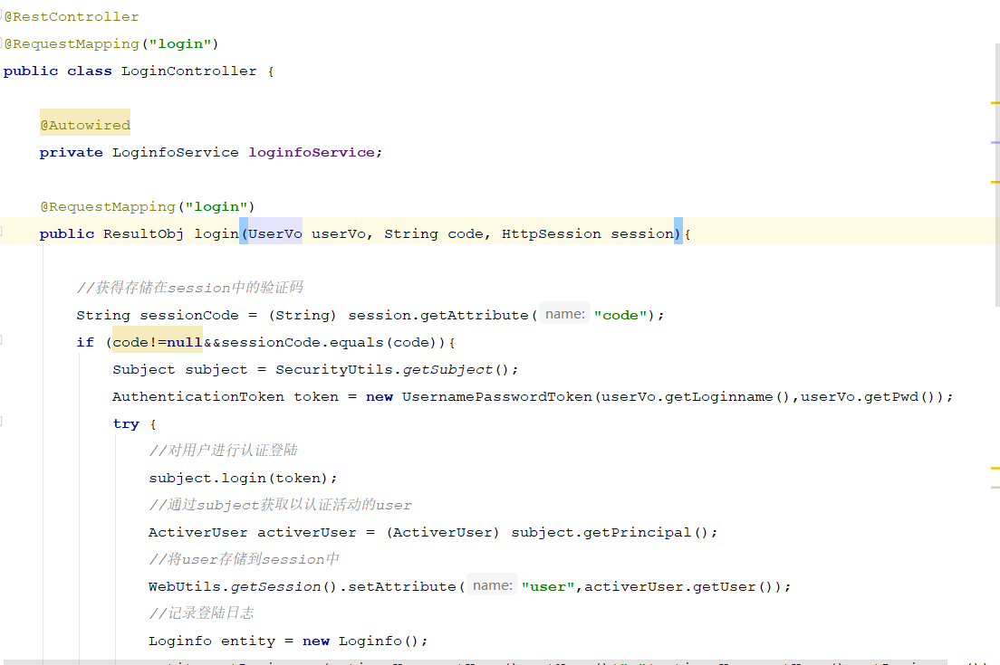 @RestController
@RequestMapping("login")
public class LoginController {
@Autowired
private LoginfoService loginfoService;
@RequestMapping("login")
public ResultObj login(UserVo userVo, String code, HttpSession session){
//获得存储在session中的验证码
String sessionCode = (String) session.getAttribute( name: "code");
if (code!=null&&sessionCode.equals(code)){
Subject subject = SecurityUtils.getSubject();
AuthenticationToken token = new UsernamePasswordToken(userVo.getLoginname(),userVo.getPwd());
try {
//对用户进行认证登陆
subject.login(token);
//通过subject获取以认证活动的user
ActiverUser activerUser = (ActiverUser) subject.getPrincipal();
//将user存储到session中
WebUtils.getSession().setAttribute( name: "user",activerUser.getUser());
//记录登陆日志
Loginfo entity = new Loginfo();